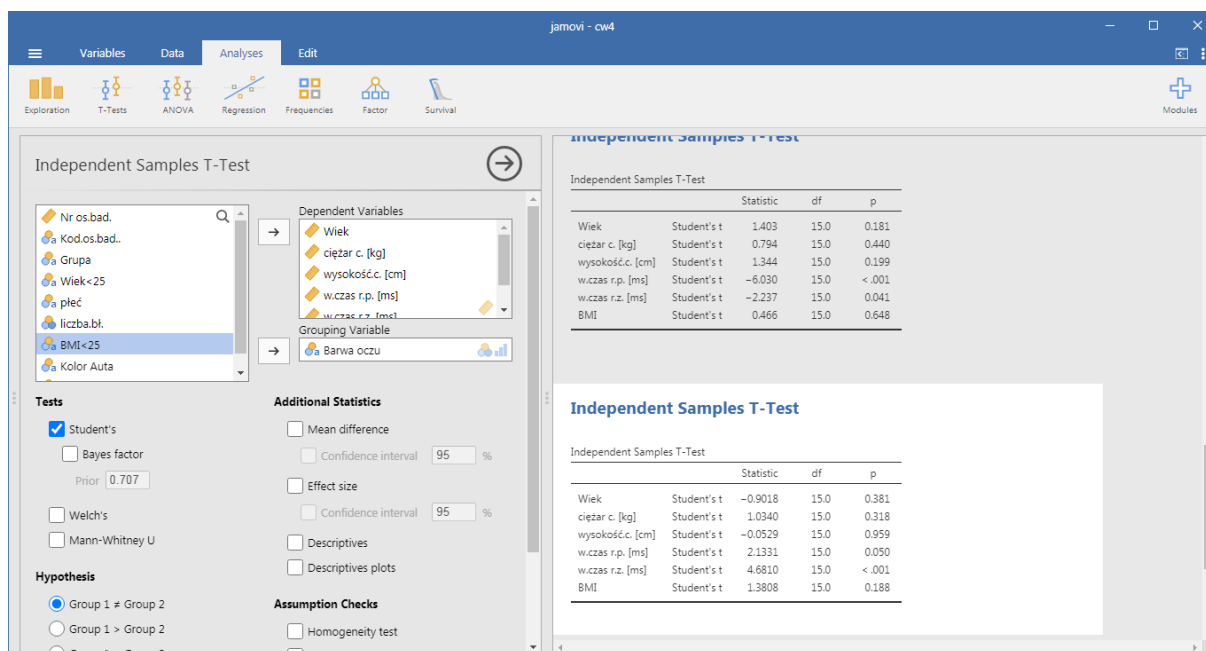 jamovi - cw4
Variables Data Analyses Edit
Exploration T-Tests ANOVA Regression Frequencies Factor Survival Modules
Independent Samples T-Test
Nr os.bad.
Kod.os.bad..
Grupa
Wiek<25
płeć
liczba.bł.
BMI<25
Kolor Auta
Dependent Variables
Wiek
ciężar c. [kg]
wysokość.c. [cm]
w.czas r.p. [ms]
w.czas r.z. [ms]
Grouping Variable
Barwa oczu
Tests
Student's
Bayes factor
Prior 0.707
Welch's
Mann-Whitney U
Hypothesis
Group 1 ≠ Group 2
Group 1 > Group 2
Additional Statistics
Mean difference
Confidence interval 95 %
Effect size
Confidence interval 95 %
Descriptives
Descriptives plots
Assumption Checks
Homogeneity test
Independent Samples T-Test
Independent Samples T-Test
Statistic df p
Wiek Student's t 1.403 15.0 0.181
ciężar c. [kg] Student's t 0.794 15.0 0.440
wysokość.c. [cm] Student's t 1.344 15.0 0.199
w.czas r.p. [ms] Student's t −6.030 15.0 < .001
w.czas r.z. [ms] Student's t −2.237 15.0 0.041
BMI Student's t 0.466 15.0 0.648
Independent Samples T-Test
Independent Samples T-Test
Statistic df p
Wiek Student's t −0.9018 15.0 0.381
ciężar c. [kg] Student's t 1.0340 15.0 0.318
wysokość.c. [cm] Student's t −0.0529 15.0 0.959
w.czas r.p. [ms] Student's t 2.1331 15.0 0.050
w.czas r.z. [ms] Student's t 4.6810 15.0 < .001
BMI Student's t 1.3808 15.0 0.188